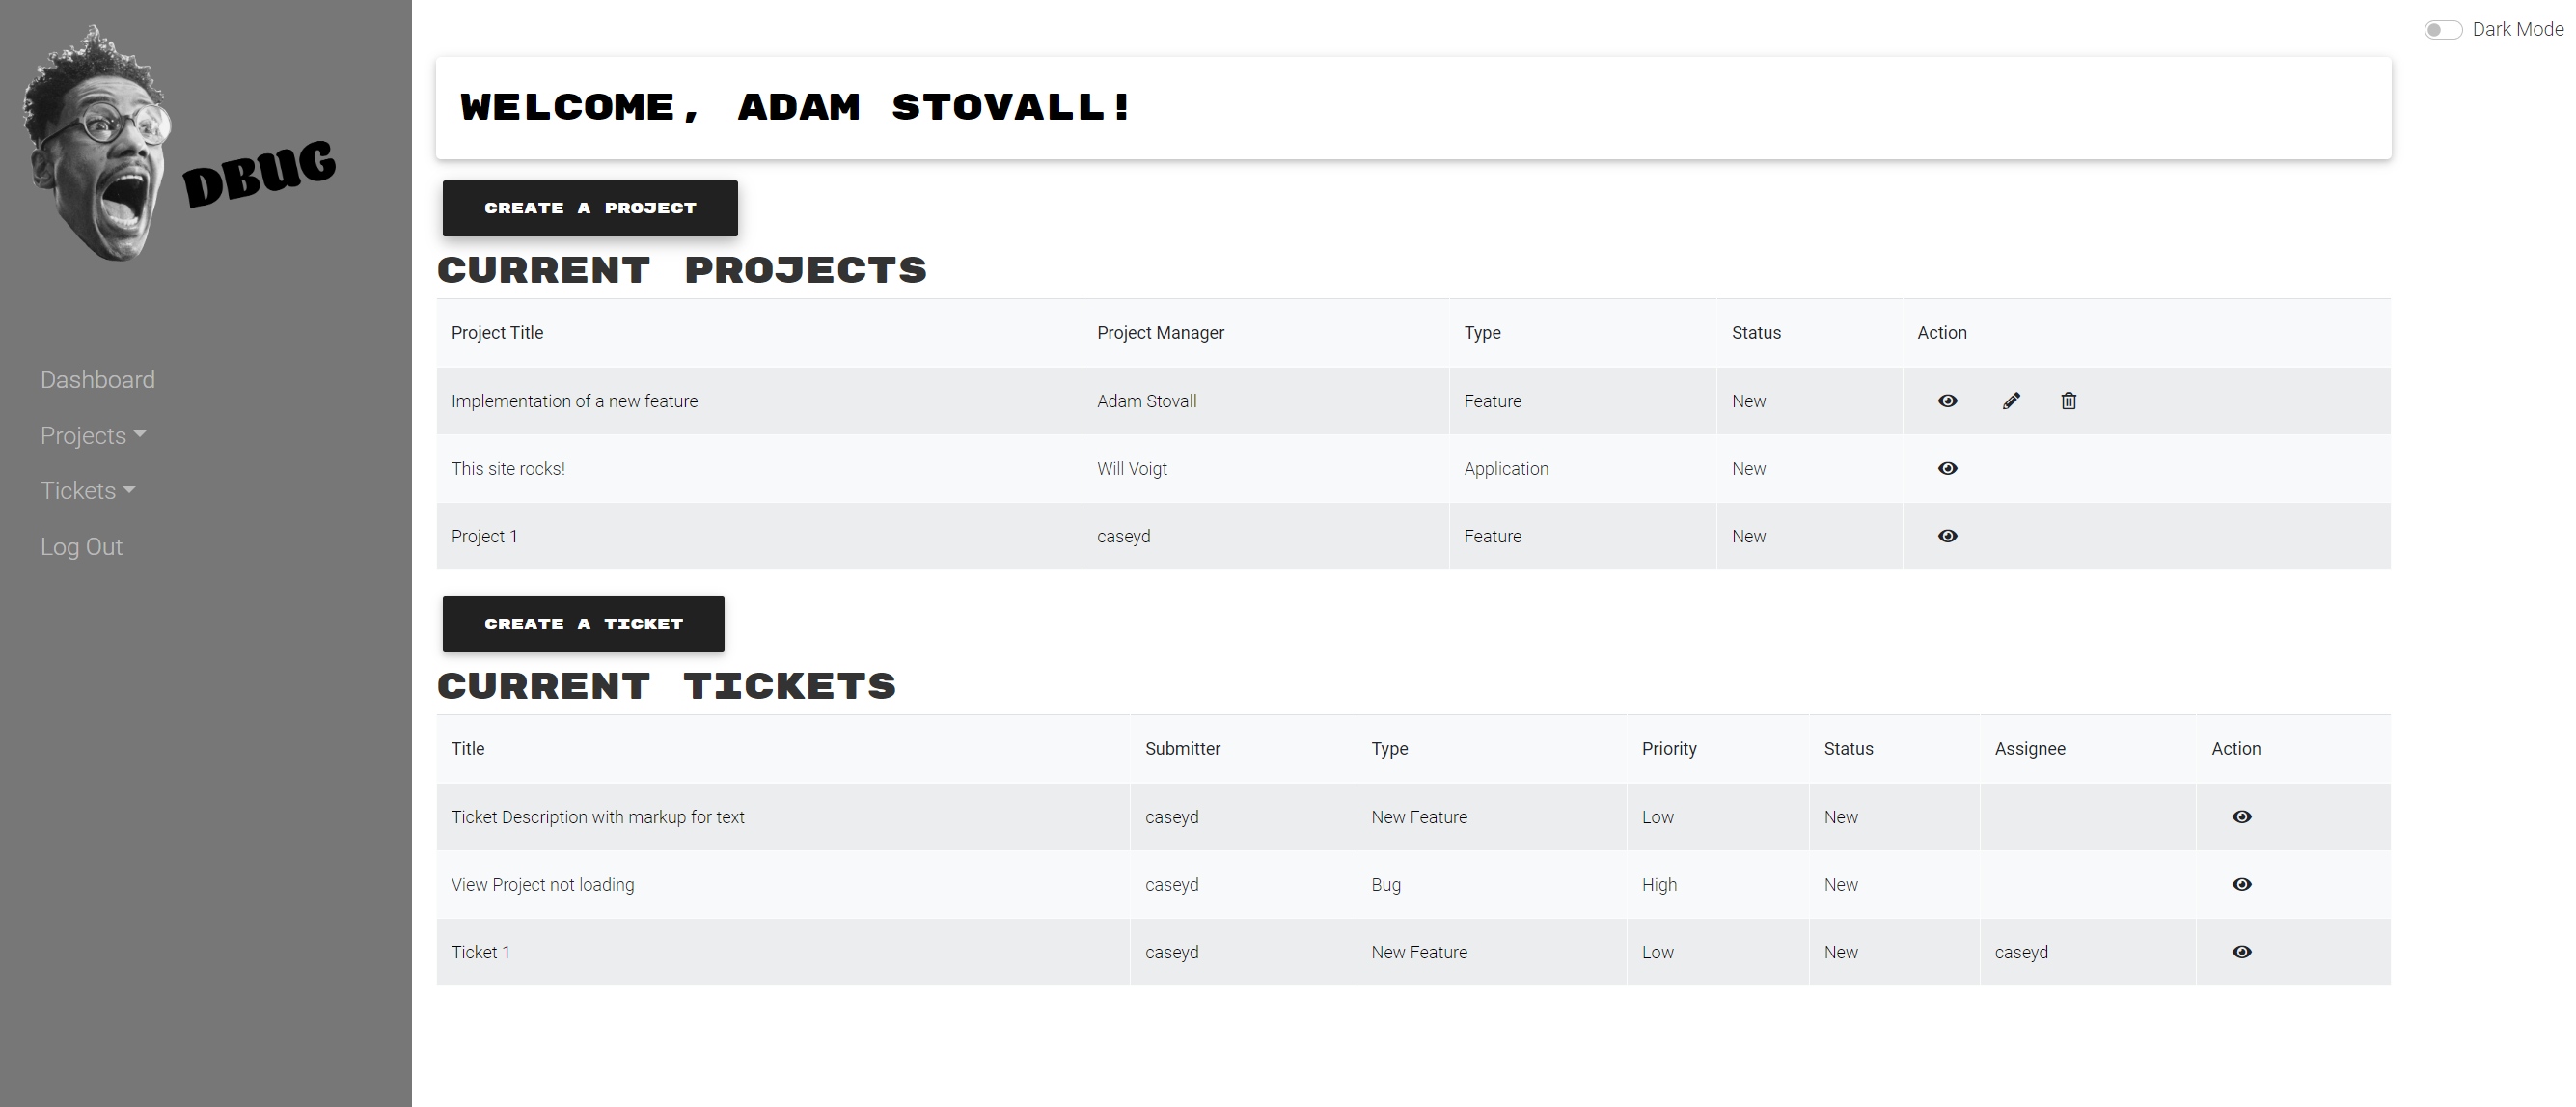 Dark Mode
DBUG
WELCOME, ADAM STOVALL!
CREATE A PROJECT
CURRENT PROJECTS
Project Title Project Manager Type Status Action
Implementation of a new feature Adam Stovall Feature New
This site rocks! Will Voigt Application New
Project 1 caseyd Feature New
Dashboard
Projects
Tickets
Log Out
CREATE A TICKET
CURRENT TICKETS
Title Submitter Type Priority Status Assignee Action
Ticket Description with markup for text caseyd New Feature Low New
View Project not loading caseyd Bug High New
Ticket 1 caseyd New Feature Low New caseyd